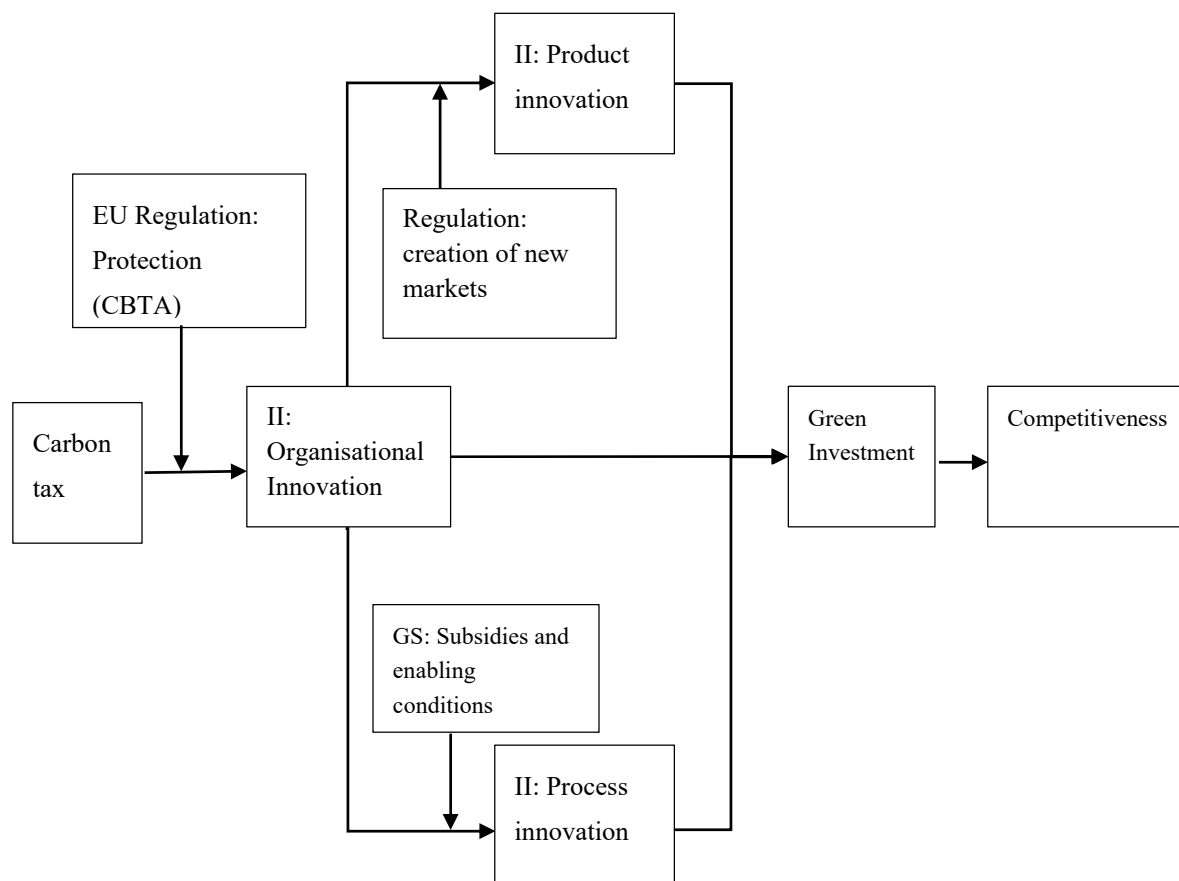 II: Product
innovation
EU Regulation:
Protection
(CBTA)
Regulation:
creation of new
markets
Carbon
tax
II:
Organisational
Innovation
Green
Investment
Competitiveness
GS: Subsidies and
enabling
conditions
II: Process
innovation